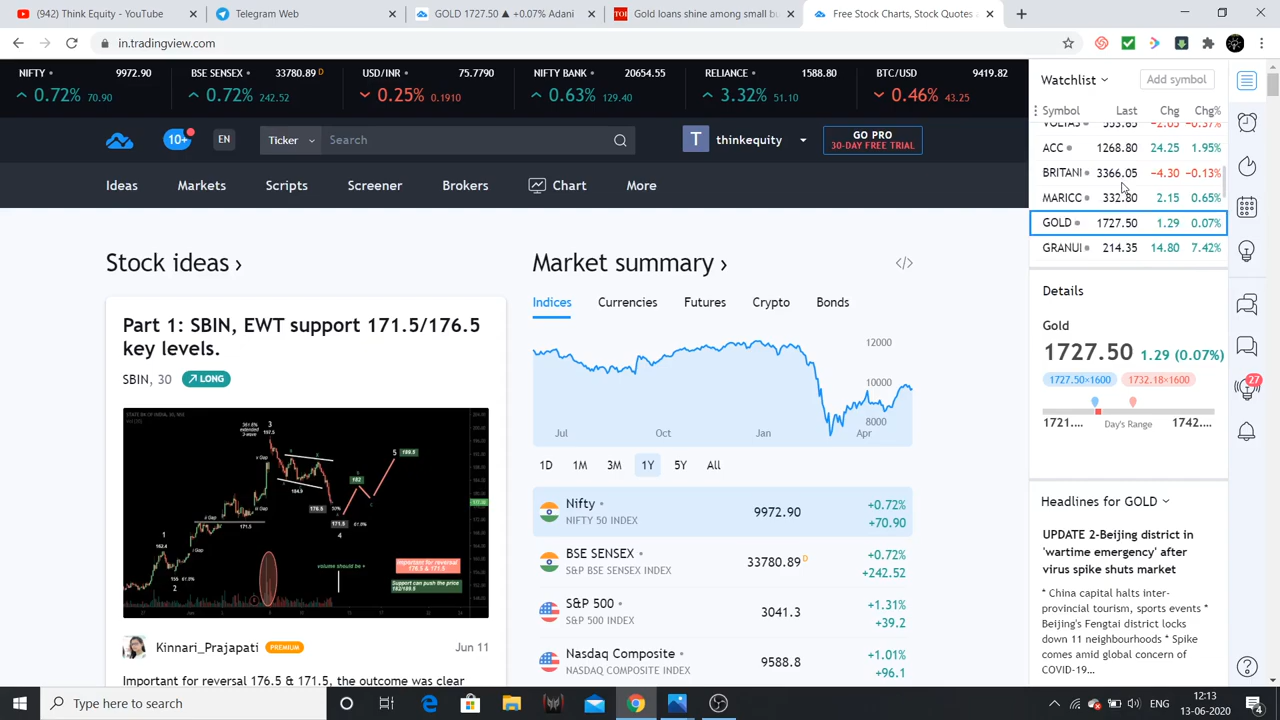 (942) YouTube
Telegram Web
GOLD 1727.50 ▲ +0.07% Adani
Gold loans shine among small bu
Free Stock Charts, Stock Quotes
in.tradingview.com
NIFTY 9972.90
0.72% 70.90
BSE SENSEX 33780.89 D
0.72% 242.52
USD/INR 75.7790
0.25% 0.1910
NIFTY BANK 20654.55
0.63% 129.40
RELIANCE 1588.80
3.32% 51.10
BTC/USD 9419.82
0.46% 43.25
10+
EN
Ticker
Search
T
thinkequity
GO PRO
30-DAY FREE TRIAL
Ideas
Markets
Scripts
Screener
Brokers
Chart
More
Stock ideas ›
Part 1: SBIN, EWT support 171.5/176.5
key levels.
SBIN, 30
LONG
Kinnari_Prajapati
PREMIUM
Jun 11
Important for reversal 176.5 & 171.5, the outcome was clear
Market summary ›
Indices
Currencies
Futures
Crypto
Bonds
12000
10000
8000
Jul
Oct
Jan
Apr
1D
1M
3M
1Y
5Y
All
Nifty
NIFTY 50 INDEX
9972.90
+0.72%
+70.90
BSE SENSEX
S&P BSE SENSEX INDEX
33780.89 D
+0.72%
+242.52
S&P 500
S&P 500 INDEX
3041.3
+1.31%
+39.2
Nasdaq Composite
NASDAQ COMPOSITE INDEX
9588.8
+1.01%
+96.1
Watchlist
Add symbol
Symbol Last Chg Chg%
VOLTAS 553.65 −2.05 −0.37%
ACC 1268.80 24.25 1.95%
BRITANI 3366.05 −4.30 −0.13%
MARICC 332.80 2.15 0.65%
GOLD 1727.50 1.29 0.07%
GRANUI 214.35 14.80 7.42%
Details
Gold
1727.50 1.29 (0.07%)
1727.50×1600
1732.18×1600
1721.... Day's Range 1742....
Headlines for GOLD
UPDATE 2-Beijing district in
'wartime emergency' after
virus spike shuts market
* China capital halts inter-
provincial tourism, sports events *
Beijing's Fengtai district locks
down 11 neighbourhoods * Spike
comes amid global concern of
COVID-19...
27
Type here to search
ENG
12:13
13-06-2020
4